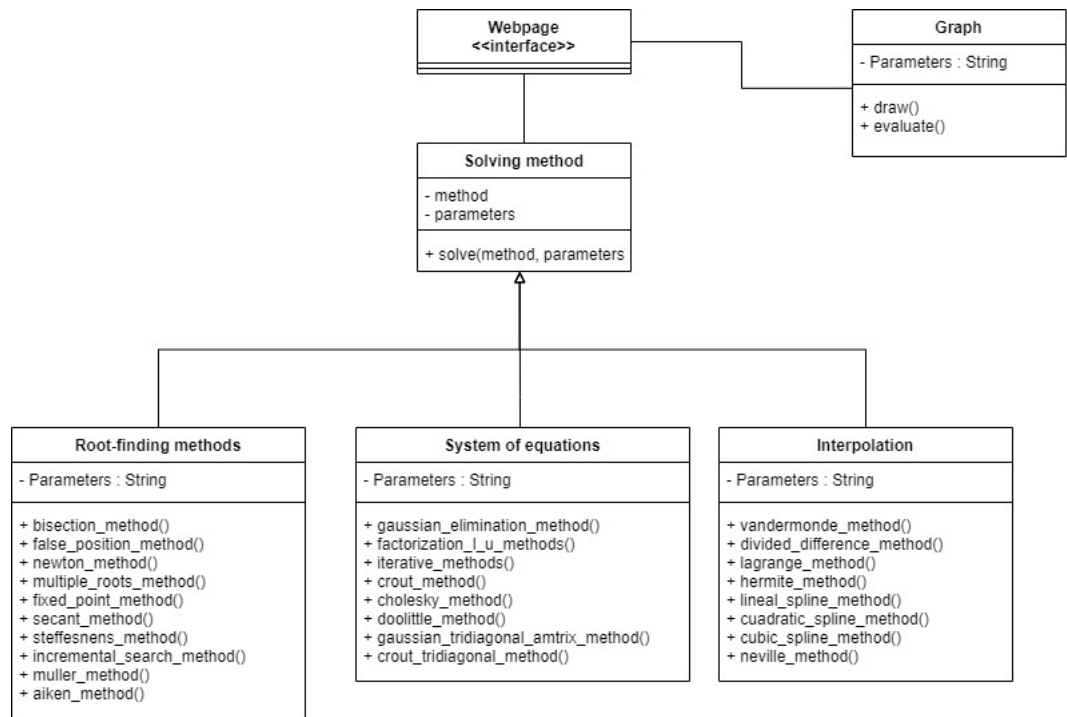 Webpage
<<interface>>
Graph
- Parameters : String
+ draw()
+ evaluate()
Solving method
- method
- parameters
+ solve(method, parameters
Root-finding methods
- Parameters : String
+ bisection_method()
+ false_position_method()
+ newton_method()
+ multiple_roots_method()
+ fixed_point_method()
+ secant_method()
+ steffesnens_method()
+ incremental_search_method()
+ muller_method()
+ aiken_method()
System of equations
- Parameters : String
+ gaussian_elimination_method()
+ factorization_l_u_methods()
+ iterative_methods()
+ crout_method()
+ cholesky_method()
+ doolittle_method()
+ gaussian_tridiagonal_amtrix_method()
+ crout_tridiagonal_method()
Interpolation
- Parameters : String
+ vandermonde_method()
+ divided_difference_method()
+ lagrange_method()
+ hermite_method()
+ lineal_spline_method()
+ cuadratic_spline_method()
+ cubic_spline_method()
+ neville_method()